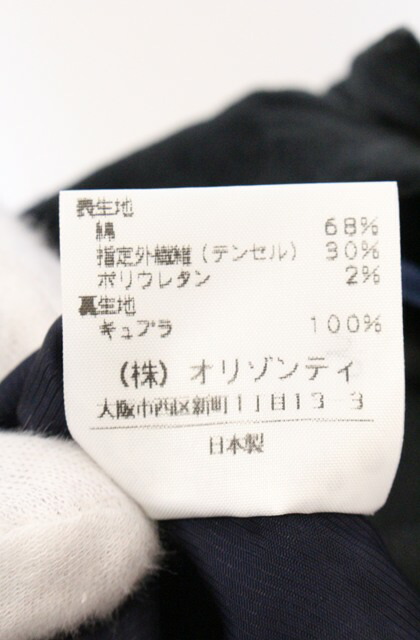 表生地
綿 68%
指定外繊維（テンセル） 30%
ポリウレタン 2%
裏生地
キュプラ 100%
（株）オリゾンティ
大阪市西区新町1丁目13 3
日本製